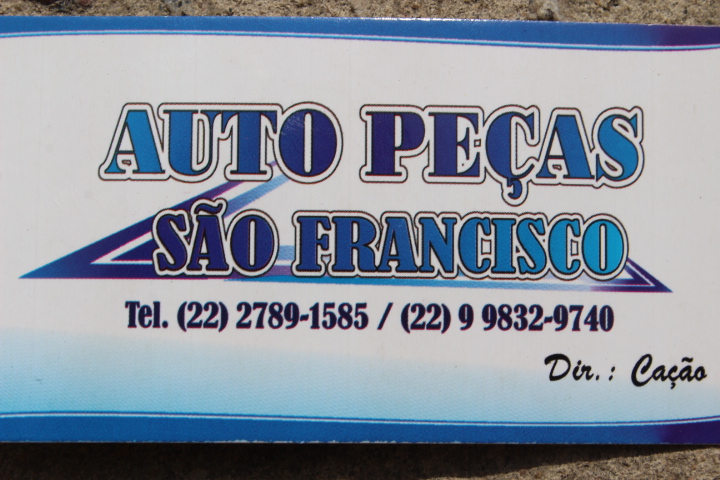 AUTO PEÇAS
SÃO FRANCISCO
Tel. (22) 2789-1585 / (22) 9 9832-9740
Dir.: Cação